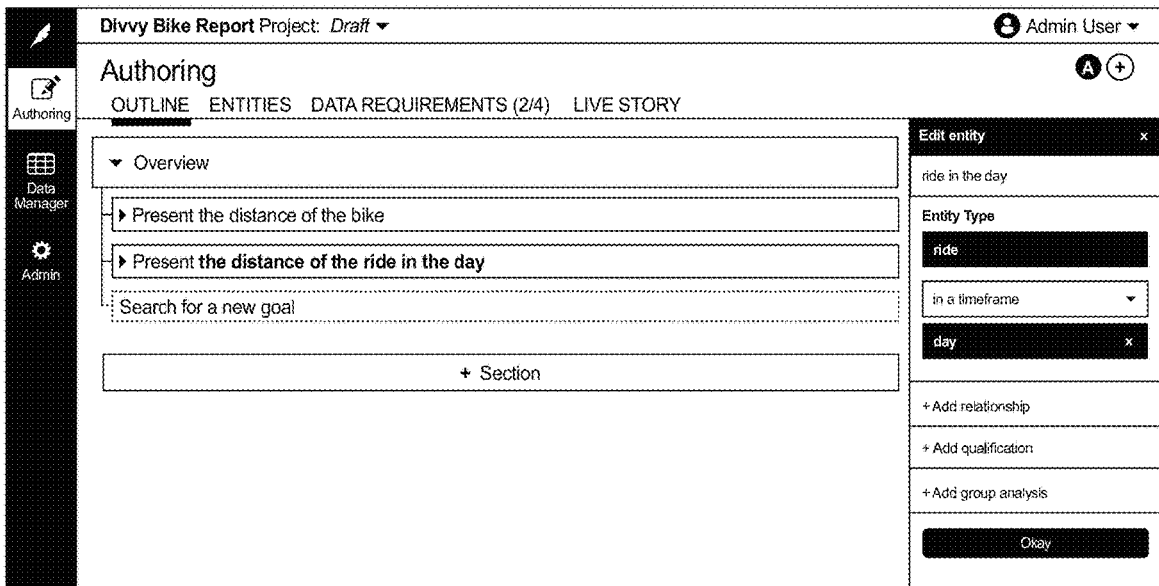 Divvy Bike Report Project: Draft
Admin User
Authoring
A +
OUTLINE ENTITIES DATA REQUIREMENTS (2/4) LIVE STORY
Authoring
Data
Manager
Admin
Overview
Present the distance of the bike
Present the distance of the ride in the day
Search for a new goal
+ Section
Edit entity x
ride in the day
Entity Type
ride
in a timeframe
day x
+ Add relationship
+ Add qualification
+ Add group analysis
Okay